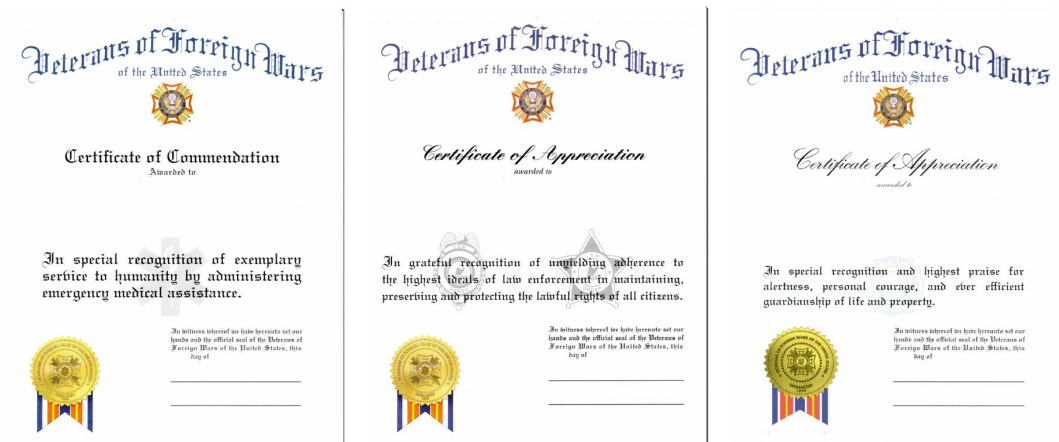 Veterans of Foreign Wars
of the United States
Certificate of Commendation
Awarded to
In special recognition of exemplary
service to humanity by administering
emergency medical assistance.
In witness whereof we have hereunto set our
hands and the official seal of the Veterans of
Foreign Wars of the United States, this
day of
Veterans of Foreign Wars
of the United States
Certificate of Appreciation
awarded to
In grateful recognition of unyielding adherence to
the highest ideals of law enforcement in maintaining,
preserving and protecting the lawful rights of all citizens.
In witness whereof we have hereunto set our
hands and the official seal of the Veterans of
Foreign Wars of the United States, this
day of
Veterans of Foreign Wars
of the United States
Certificate of Appreciation
awarded to
In special recognition and highest praise for
alertness, personal courage, and ever efficient
guardianship of life and property.
In witness whereof we have hereunto set our
hands and the official seal of the Veterans of
Foreign Wars of the United States, this
day of